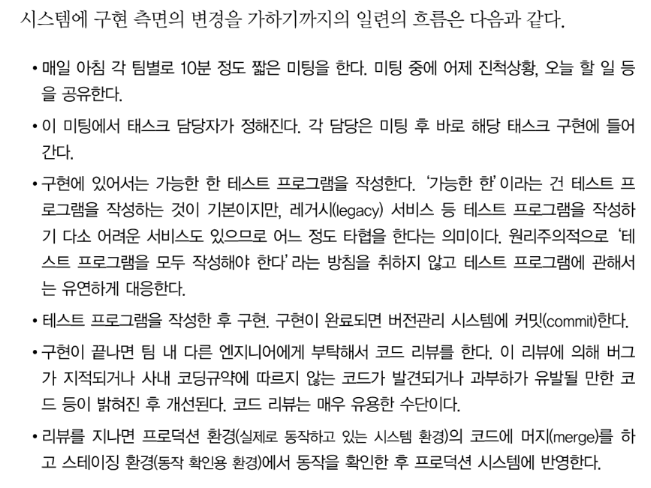 시스템에 구현 측면의 변경을 가하기까지의 일련의 흐름은 다음과 같다.
• 매일 아침 각 팀별로 10분 정도 짧은 미팅을 한다. 미팅 중에 어제 진척상황, 오늘 할 일 등
을 공유한다.
• 이 미팅에서 태스크 담당자가 정해진다. 각 담당은 미팅 후 바로 해당 태스크 구현에 들어
간다.
• 구현에 있어서는 가능한 한 테스트 프로그램을 작성한다. ‘가능한 한’이라는 건 테스트 프
로그램을 작성하는 것이 기본이지만, 레거시(legacy) 서비스 등 테스트 프로그램을 작성하
기 다소 어려운 서비스도 있으므로 어느 정도 타협을 한다는 의미이다. 원리주의적으로 ‘테
스트 프로그램을 모두 작성해야 한다’라는 방침을 취하지 않고 테스트 프로그램에 관해서
는 유연하게 대응한다.
• 테스트 프로그램을 작성한 후 구현. 구현이 완료되면 버전관리 시스템에 커밋(commit)한다.
• 구현이 끝나면 팀 내 다른 엔지니어에게 부탁해서 코드 리뷰를 한다. 이 리뷰에 의해 버그
가 지적되거나 사내 코딩규약에 따르지 않는 코드가 발견되거나 과부하가 유발될 만한 코
드 등이 밝혀진 후 개선된다. 코드 리뷰는 매우 유용한 수단이다.
• 리뷰를 지나면 프로덕션 환경(실제로 동작하고 있는 시스템 환경)의 코드에 머지(merge)를 하
고 스테이징 환경(동작 확인용 환경)에서 동작을 확인한 후 프로덕션 시스템에 반영한다.